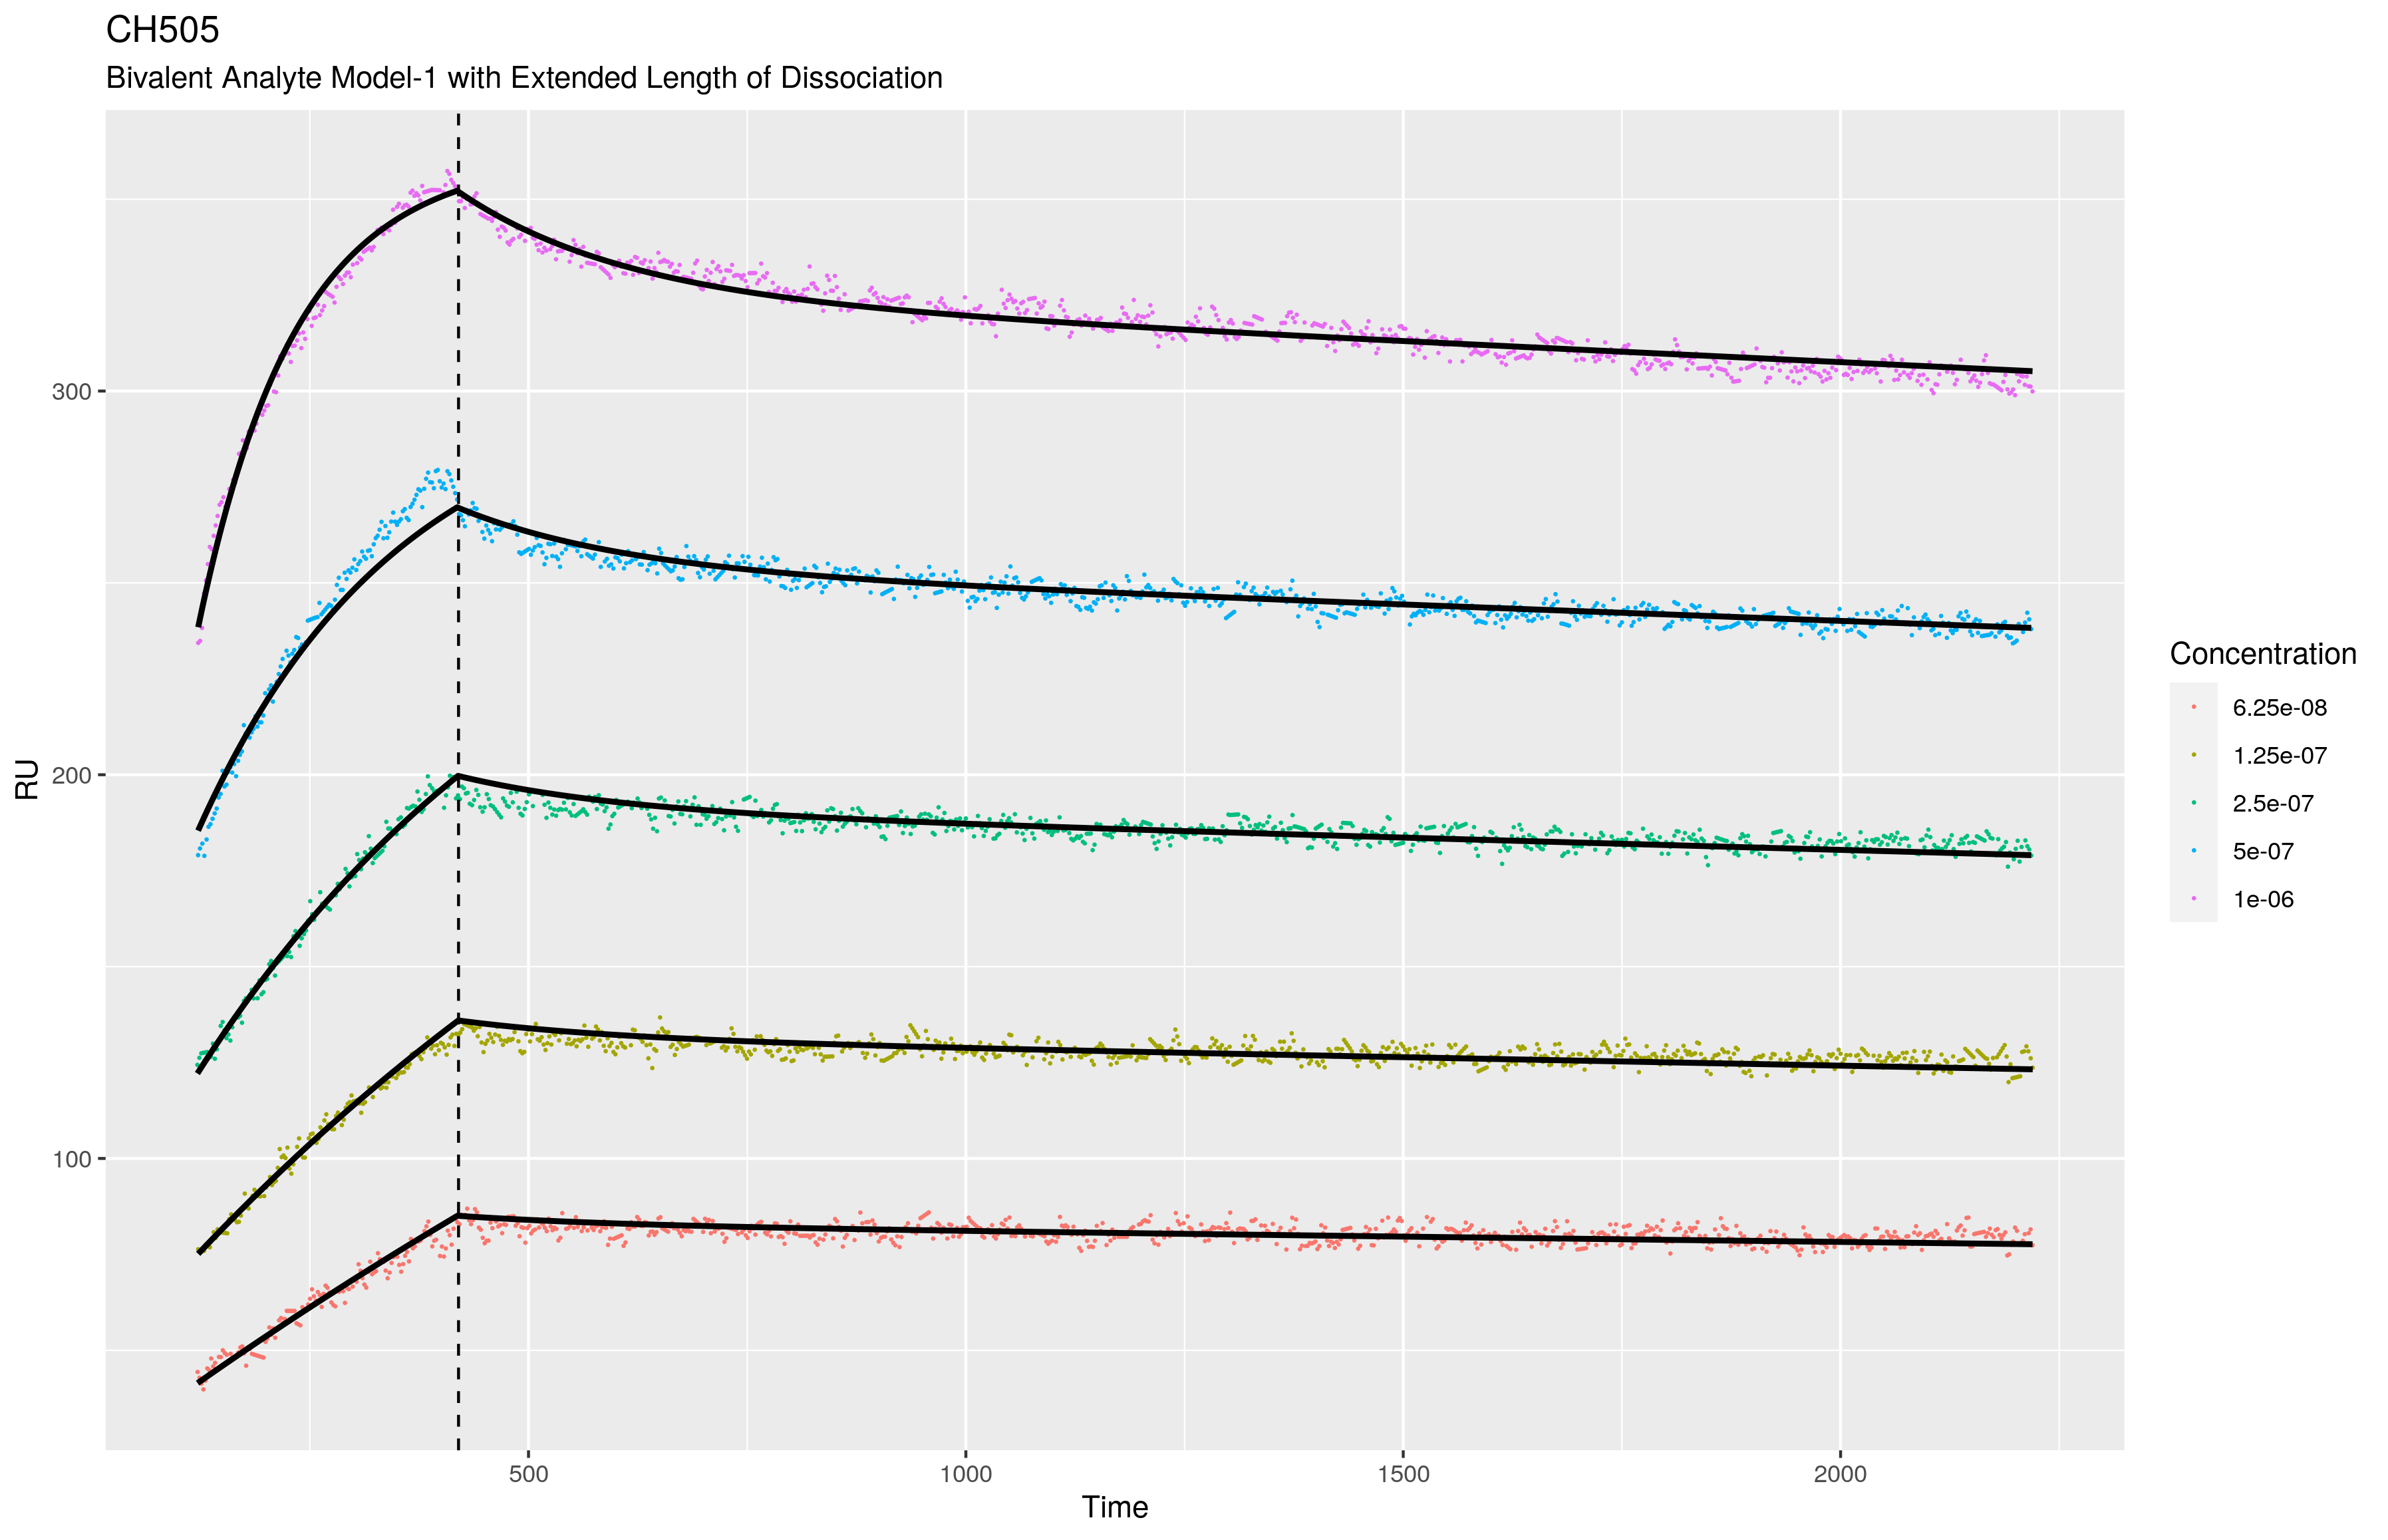 CH505
Bivalent Analyte Model-1 with Extended Length of Dissociation
RU
300
200
100
500
1000
1500
2000
Time
Concentration
6.25e-08
1.25e-07
2.5e-07
5e-07
1e-06